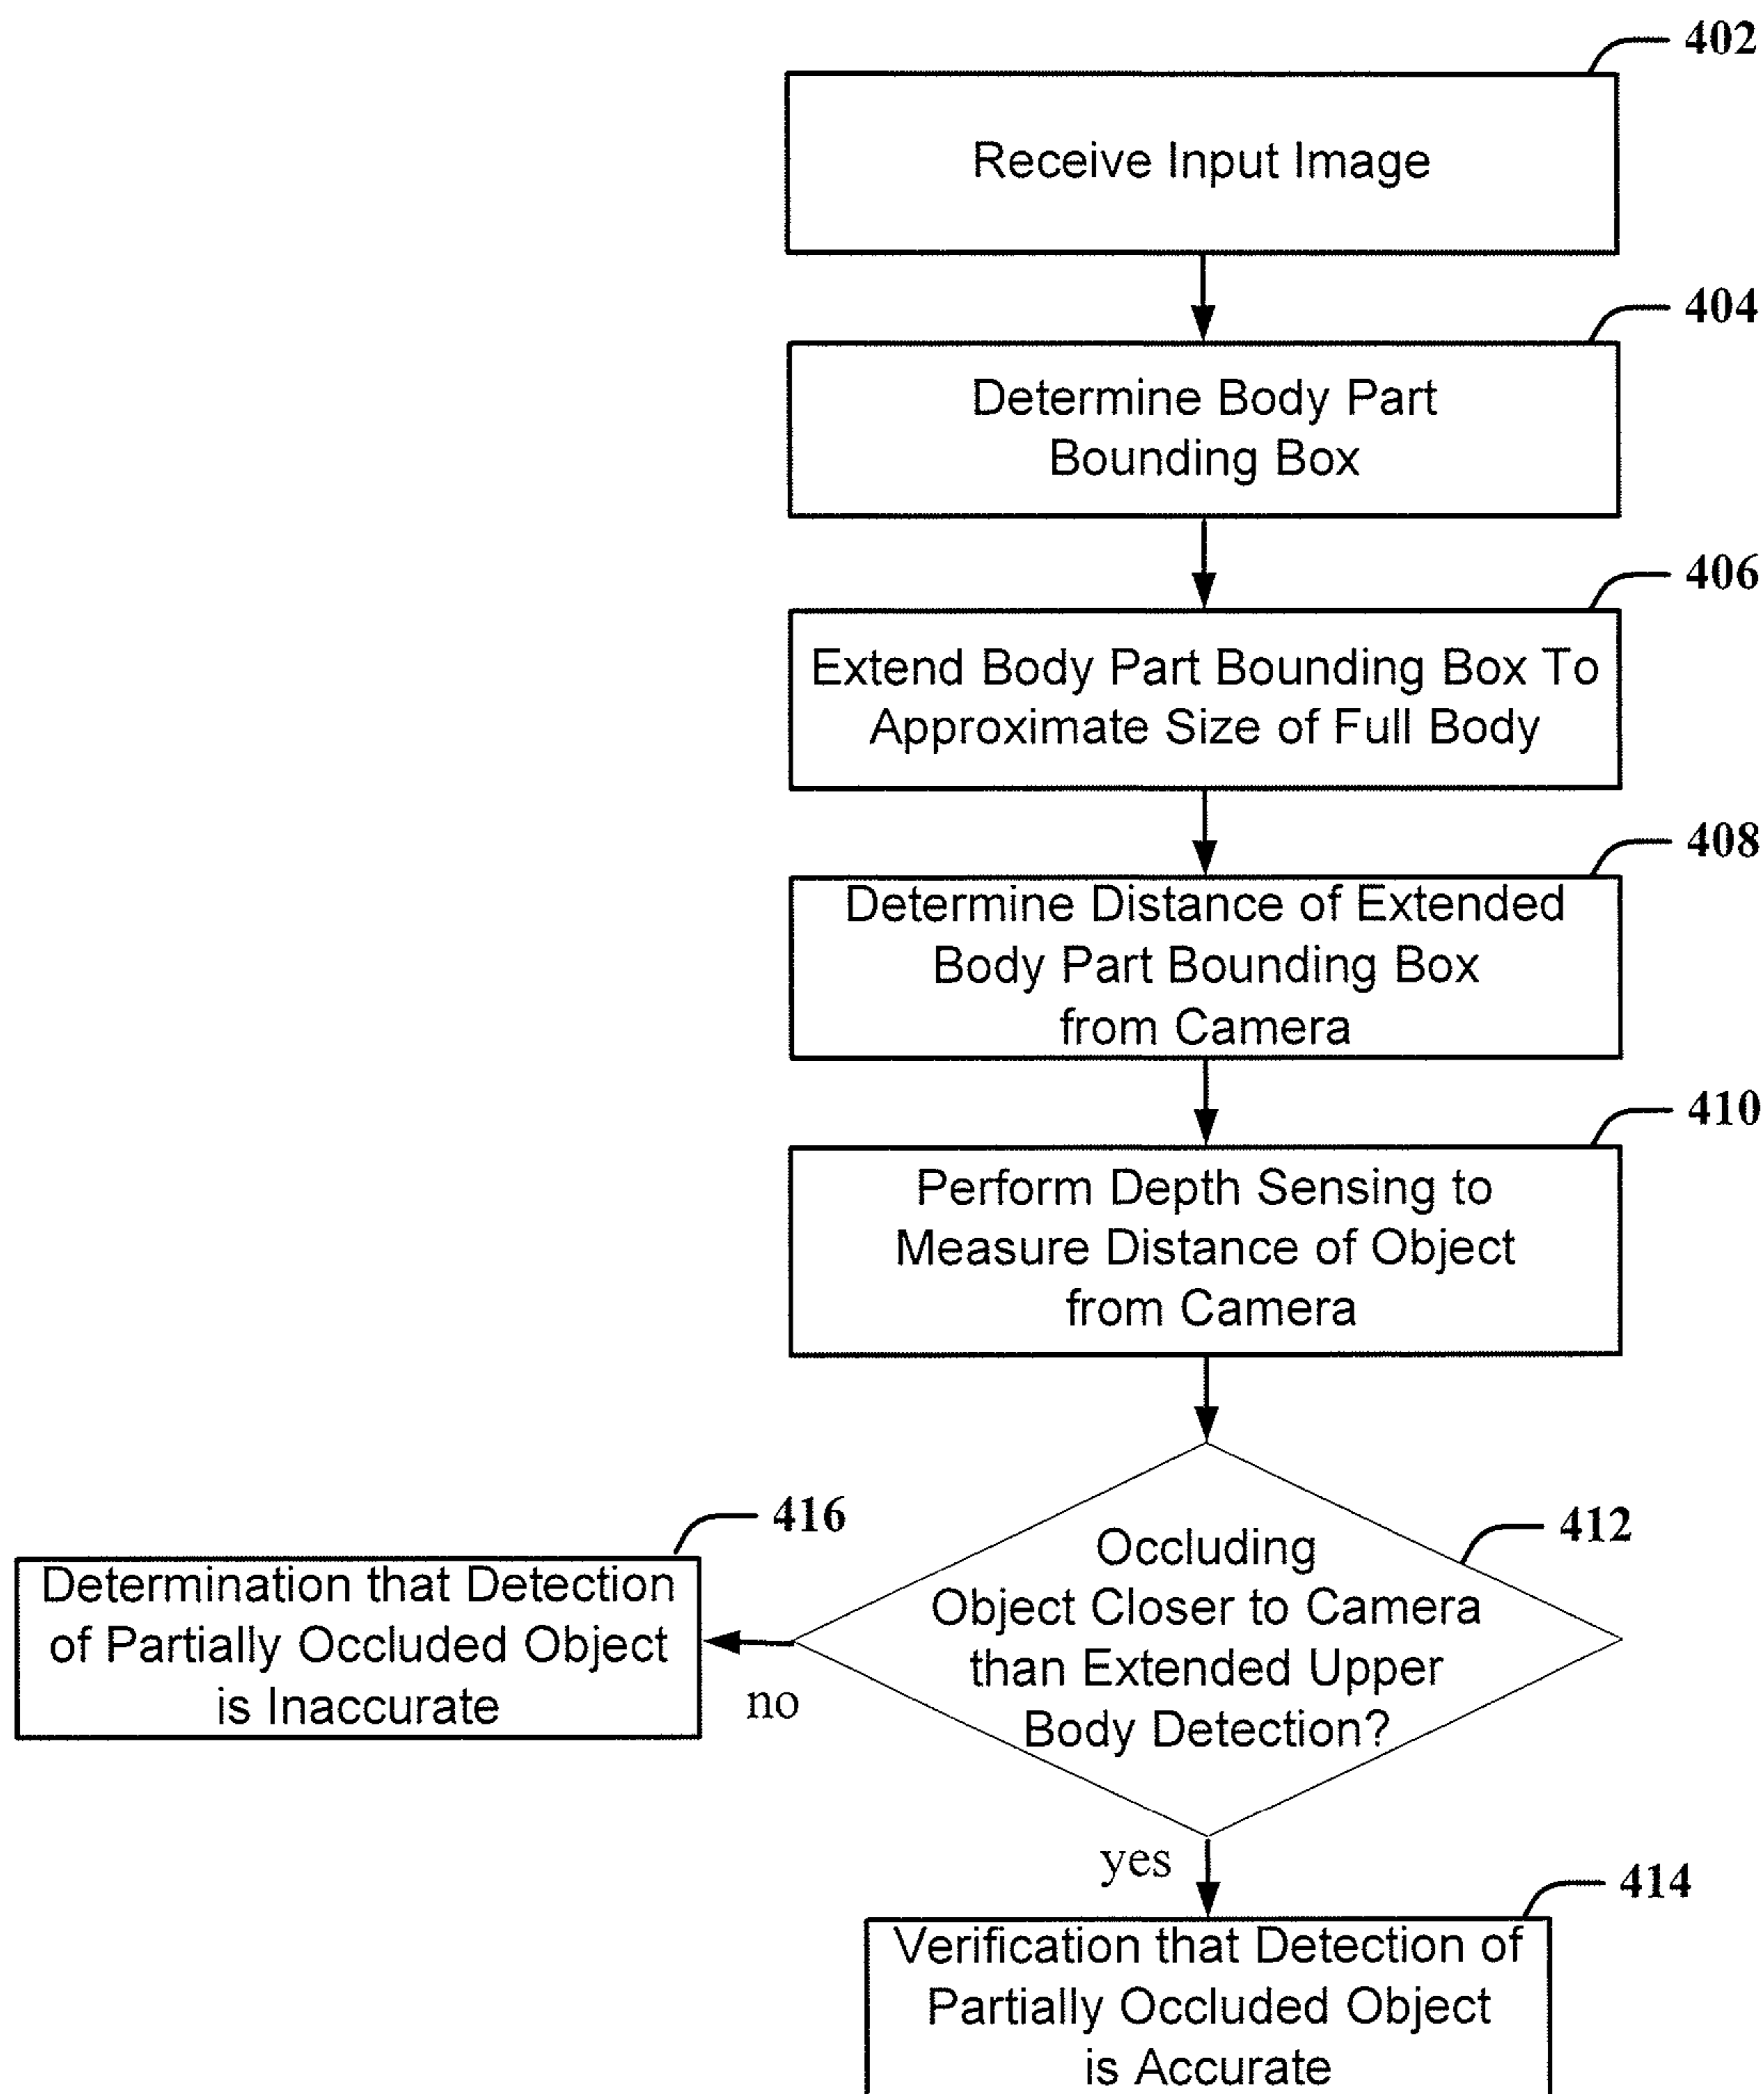 402
Receive Input Image
404
Determine Body Part
Bounding Box
406
Extend Body Part Bounding Box To
Approximate Size of Full Body
408
Determine Distance of Extended
Body Part Bounding Box
from Camera
410
Perform Depth Sensing to
Measure Distance of Object
from Camera
412
Occluding
Object Closer to Camera
than Extended Upper
Body Detection?
416
Determination that Detection
of Partially Occluded Object
is Inaccurate
no
yes
414
Verification that Detection of
Partially Occluded Object
is Accurate